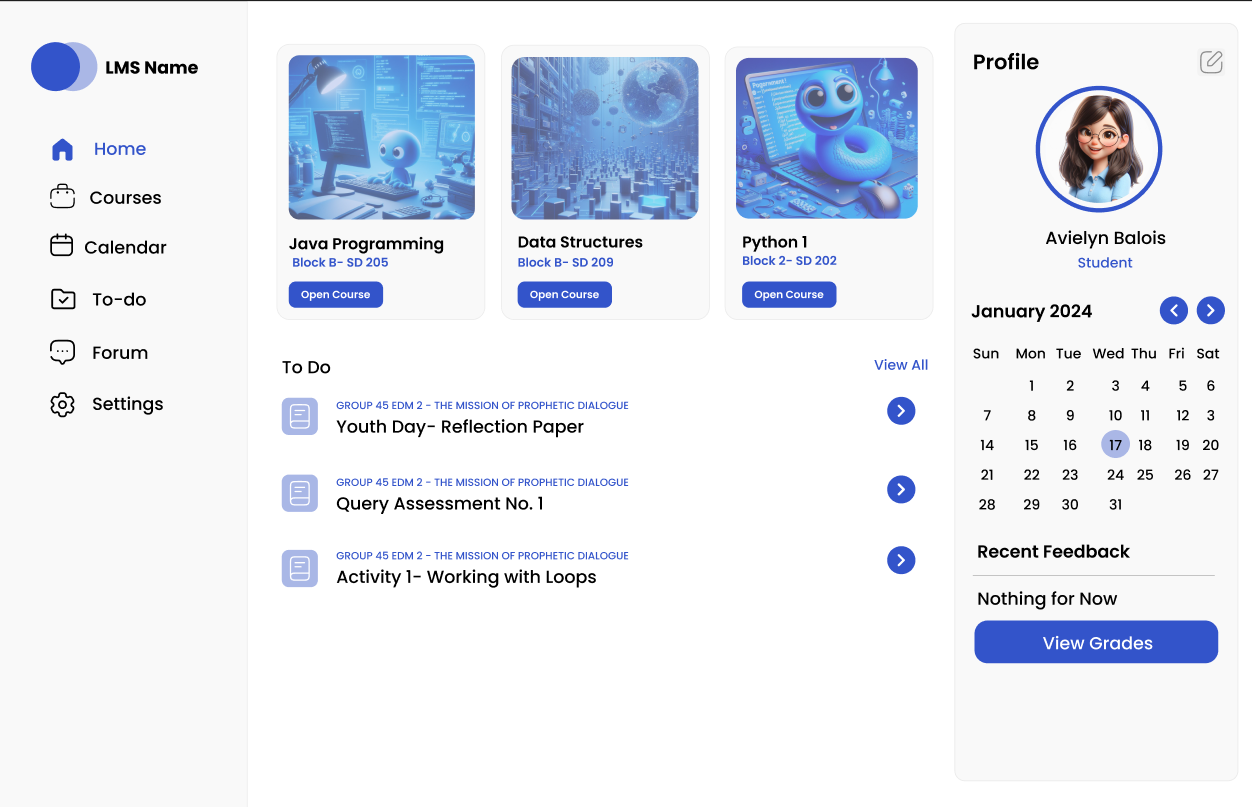 LMS Name
Home
Courses
Calendar
To-do
Forum
Settings
Java Programming
Block B- SD 205
Open Course
Data Structures
Block B- SD 209
Open Course
Python 1
Block 2- SD 202
Open Course
To Do
View All
GROUP 45 EDM 2 - THE MISSION OF PROPHETIC DIALOGUE
Youth Day- Reflection Paper
GROUP 45 EDM 2 - THE MISSION OF PROPHETIC DIALOGUE
Query Assessment No. 1
GROUP 45 EDM 2 - THE MISSION OF PROPHETIC DIALOGUE
Activity 1- Working with Loops
Profile
Avielyn Balois
Student
January 2024
Sun Mon Tue Wed Thu Fri Sat
1 2 3 4 5 6
7 8 9 10 11 12 3
14 15 16 17 18 19 20
21 22 23 24 25 26 27
28 29 30 31
Recent Feedback
Nothing for Now
View Grades